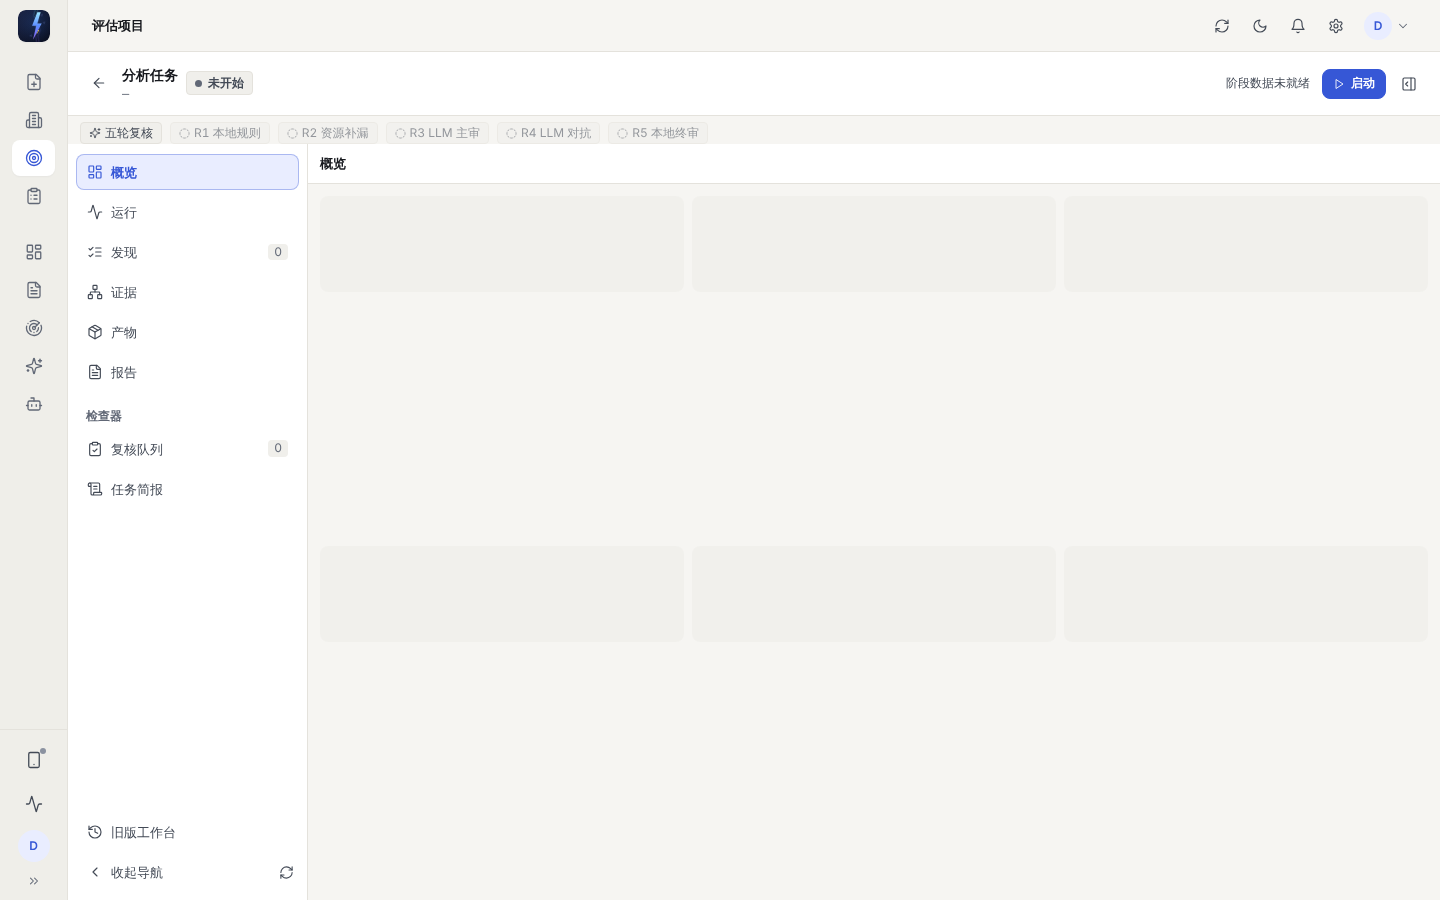 评估项目
D
分析任务
未开始
–
阶段数据未就绪
启动
五轮复核
R1 本地规则
R2 资源补漏
R3 LLM 主审
R4 LLM 对抗
R5 本地终审
概览
概览
运行
发现
0
证据
产物
报告
检查器
复核队列
0
任务简报
旧版工作台
D
收起导航